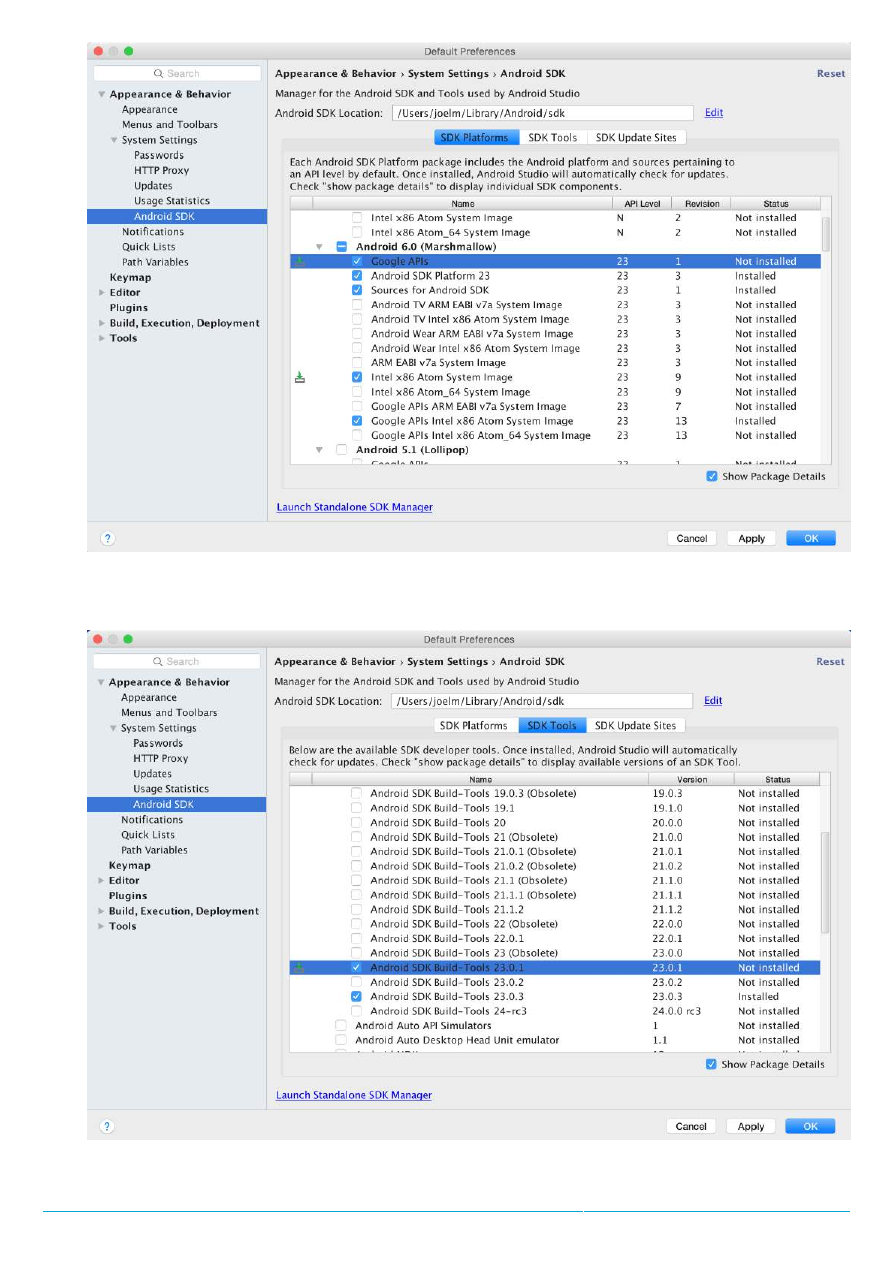 Default Preferences
Search
Appearance & Behavior › System Settings › Android SDK
Reset
Appearance & Behavior
Appearance
Menus and Toolbars
System Settings
Passwords
HTTP Proxy
Updates
Usage Statistics
Android SDK
Notifications
Quick Lists
Path Variables
Keymap
Editor
Plugins
Build, Execution, Deployment
Tools
Manager for the Android SDK and Tools used by Android Studio
Android SDK Location: /Users/joelm/Library/Android/sdk Edit
SDK Platforms SDK Tools SDK Update Sites
Each Android SDK Platform package includes the Android platform and sources pertaining to
an API level by default. Once installed, Android Studio will automatically check for updates.
Check "show package details" to display individual SDK components.
Name API Level Revision Status
Intel x86 Atom System Image N 2 Not installed
Intel x86 Atom_64 System Image N 2 Not installed
Android 6.0 (Marshmallow)
Google APIs 23 1 Not installed
Android SDK Platform 23 23 3 Installed
Sources for Android SDK 23 1 Installed
Android TV ARM EABI v7a System Image 23 3 Not installed
Android TV Intel x86 Atom System Image 23 3 Not installed
Android Wear ARM EABI v7a System Image 23 3 Not installed
Android Wear Intel x86 Atom System Image 23 3 Not installed
ARM EABI v7a System Image 23 3 Not installed
Intel x86 Atom System Image 23 9 Not installed
Intel x86 Atom_64 System Image 23 9 Not installed
Google APIs ARM EABI v7a System Image 23 7 Not installed
Google APIs Intel x86 Atom System Image 23 13 Installed
Google APIs Intel x86 Atom_64 System Image 23 13 Not installed
Android 5.1 (Lollipop)
Google APIs 22 1 Not installed
Show Package Details
Launch Standalone SDK Manager
? Cancel Apply OK
Default Preferences
Search
Appearance & Behavior › System Settings › Android SDK
Reset
Appearance & Behavior
Appearance
Menus and Toolbars
System Settings
Passwords
HTTP Proxy
Updates
Usage Statistics
Android SDK
Notifications
Quick Lists
Path Variables
Keymap
Editor
Plugins
Build, Execution, Deployment
Tools
Manager for the Android SDK and Tools used by Android Studio
Android SDK Location: /Users/joelm/Library/Android/sdk Edit
SDK Platforms SDK Tools SDK Update Sites
Below are the available SDK developer tools. Once installed, Android Studio will automatically
check for updates. Check "show package details" to display available versions of an SDK Tool.
Name Version Status
Android SDK Build-Tools 19.0.3 (Obsolete) 19.0.3 Not installed
Android SDK Build-Tools 19.1 19.1.0 Not installed
Android SDK Build-Tools 20 20.0.0 Not installed
Android SDK Build-Tools 21 (Obsolete) 21.0.0 Not installed
Android SDK Build-Tools 21.0.1 (Obsolete) 21.0.1 Not installed
Android SDK Build-Tools 21.0.2 (Obsolete) 21.0.2 Not installed
Android SDK Build-Tools 21.1 (Obsolete) 21.1.0 Not installed
Android SDK Build-Tools 21.1.1 (Obsolete) 21.1.1 Not installed
Android SDK Build-Tools 21.1.2 21.1.2 Not installed
Android SDK Build-Tools 22 (Obsolete) 22.0.0 Not installed
Android SDK Build-Tools 22.0.1 22.0.1 Not installed
Android SDK Build-Tools 23 (Obsolete) 23.0.0 Not installed
Android SDK Build-Tools 23.0.1 23.0.1 Not installed
Android SDK Build-Tools 23.0.2 23.0.2 Not installed
Android SDK Build-Tools 23.0.3 23.0.3 Installed
Android SDK Build-Tools 24-rc3 24.0.0 rc3 Not installed
Android Auto API Simulators 1 Not installed
Android Auto Desktop Head Unit emulator 1.1 Not installed
Show Package Details
Launch Standalone SDK Manager
? Cancel Apply OK